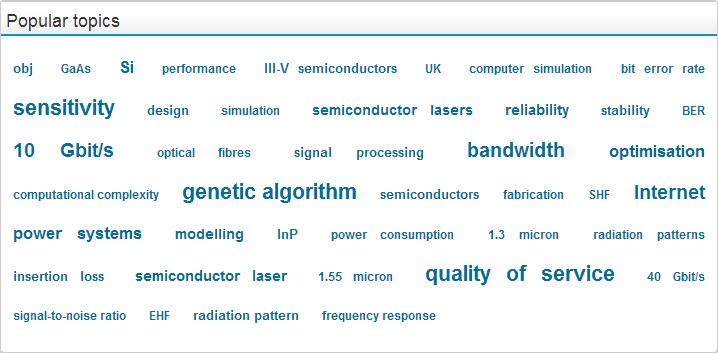 Popular topics
obj GaAs Si performance III-V semiconductors UK computer simulation bit error rate
sensitivity design simulation semiconductor lasers reliability stability BER
10 Gbit/s optical fibres signal processing bandwidth optimisation
computational complexity genetic algorithm semiconductors fabrication SHF Internet
power systems modelling InP power consumption 1.3 micron radiation patterns
insertion loss semiconductor laser 1.55 micron quality of service 40 Gbit/s
signal-to-noise ratio EHF radiation pattern frequency response